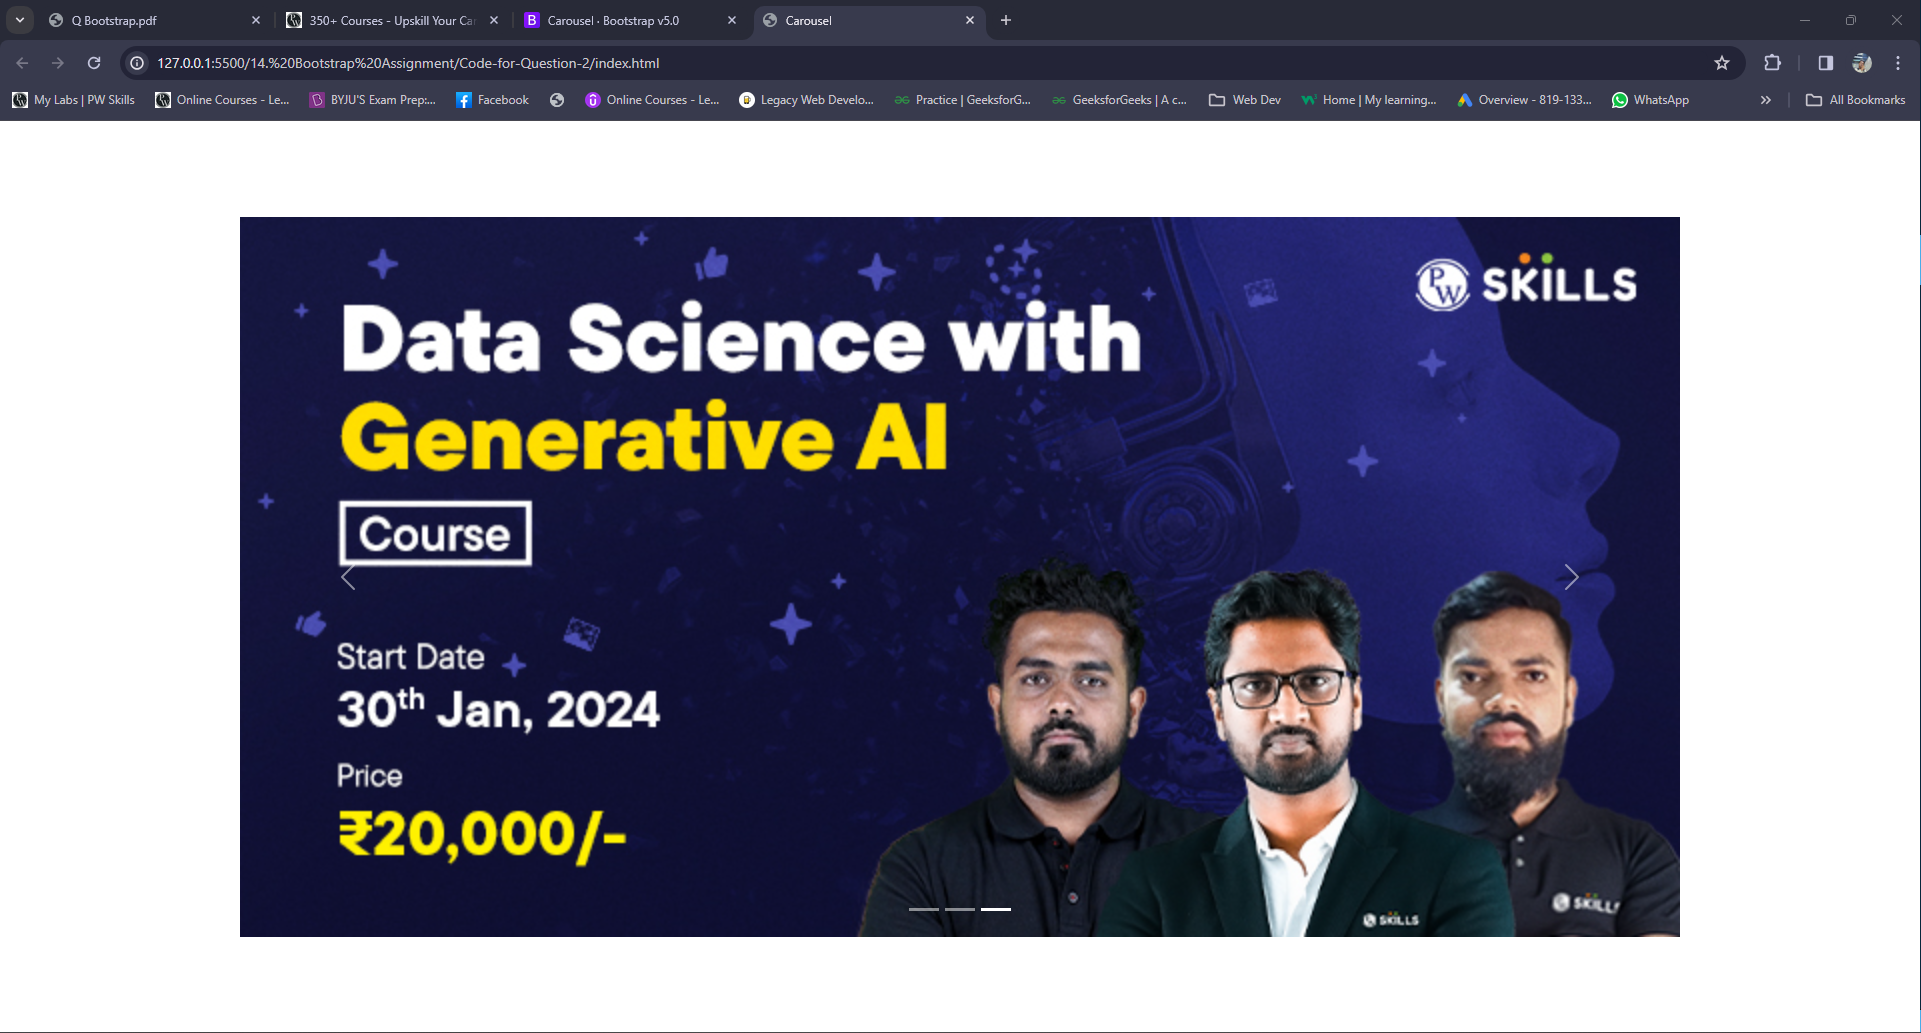 Q Bootstrap.pdf
350+ Courses - Upskill Your Car
B Carousel · Bootstrap v5.0
Carousel
127.0.0.1:5500/14.%20Bootstrap%20Assignment/Code-for-Question-2/index.html
My Labs | PW Skills
Online Courses - Le...
BYJU'S Exam Prep:...
Facebook
Online Courses - Le...
Legacy Web Develo...
Practice | GeeksforG...
GeeksforGeeks | A c...
Web Dev
Home | My learning...
Overview - 819-133...
WhatsApp
All Bookmarks
PW SKILLS
Data Science with
Generative AI
Course
Start Date
30th Jan, 2024
Price
₹20,000/-
SKILLS
SKILLS